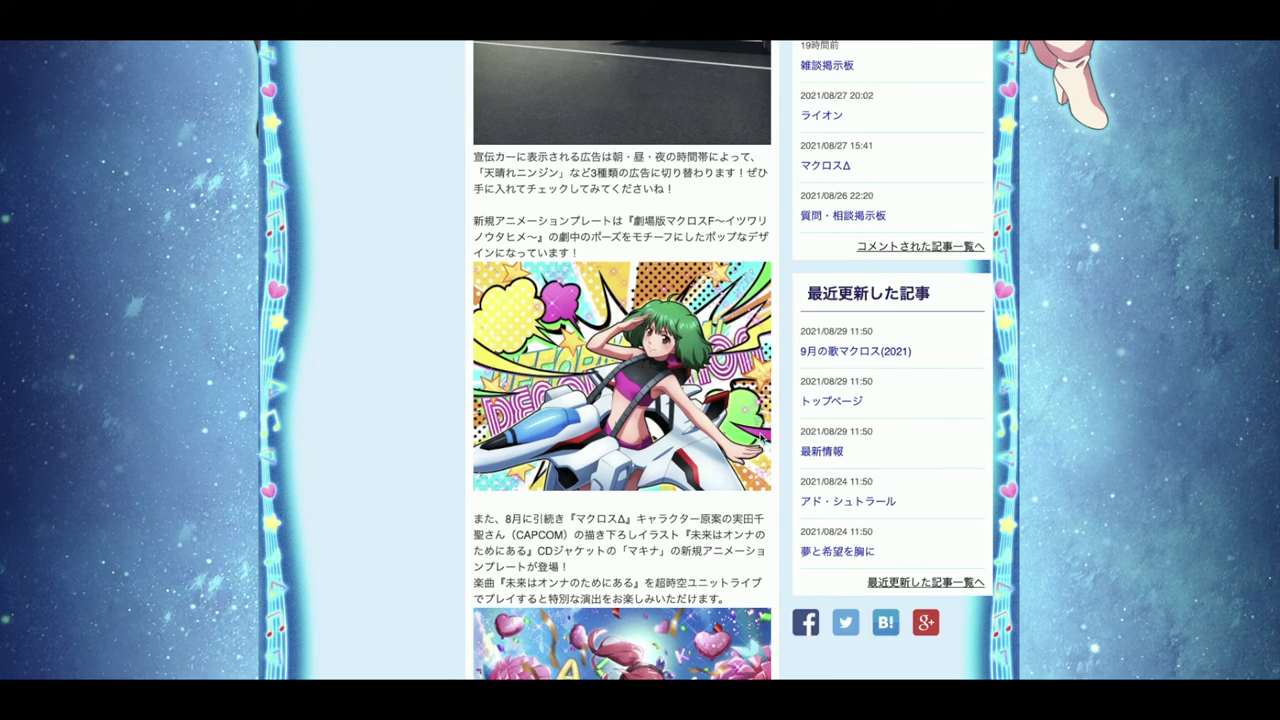 宣伝カーに表示される広告は朝・昼・夜の時間帯によって、
「天晴れニンジン」など3種類の広告に切り替わります！ぜひ
手に入れてチェックしてみてくださいね！
新規アニメーションプレートは『劇場版マクロスF〜イツワリ
ノウタヒメ〜』の劇中のポーズをモチーフにしたポップなデザ
インになっています！
また、8月に引続き『マクロスΔ』キャラクター原案の実田千
聖さん（CAPCOM）の描き下ろしイラスト『未来はオンナの
ためにある』CDジャケットの「マキナ」の新規アニメーショ
ンプレートが登場！
楽曲『未来はオンナのためにある』を超時空ユニットライブ
でプレイすると特別な演出をお楽しみいただけます。
19時間前
雑談掲示板
2021/08/27 20:02
ライオン
2021/08/27 15:41
マクロスΔ
2021/08/26 22:20
質問・相談掲示板
コメントされた記事一覧へ
最近更新した記事
2021/08/29 11:50
9月の歌マクロス(2021)
2021/08/29 11:50
トップページ
2021/08/29 11:50
最新情報
2021/08/24 11:50
アド・シュトラール
2021/08/24 11:50
夢と希望を胸に
最近更新した記事一覧へ
B!
g+